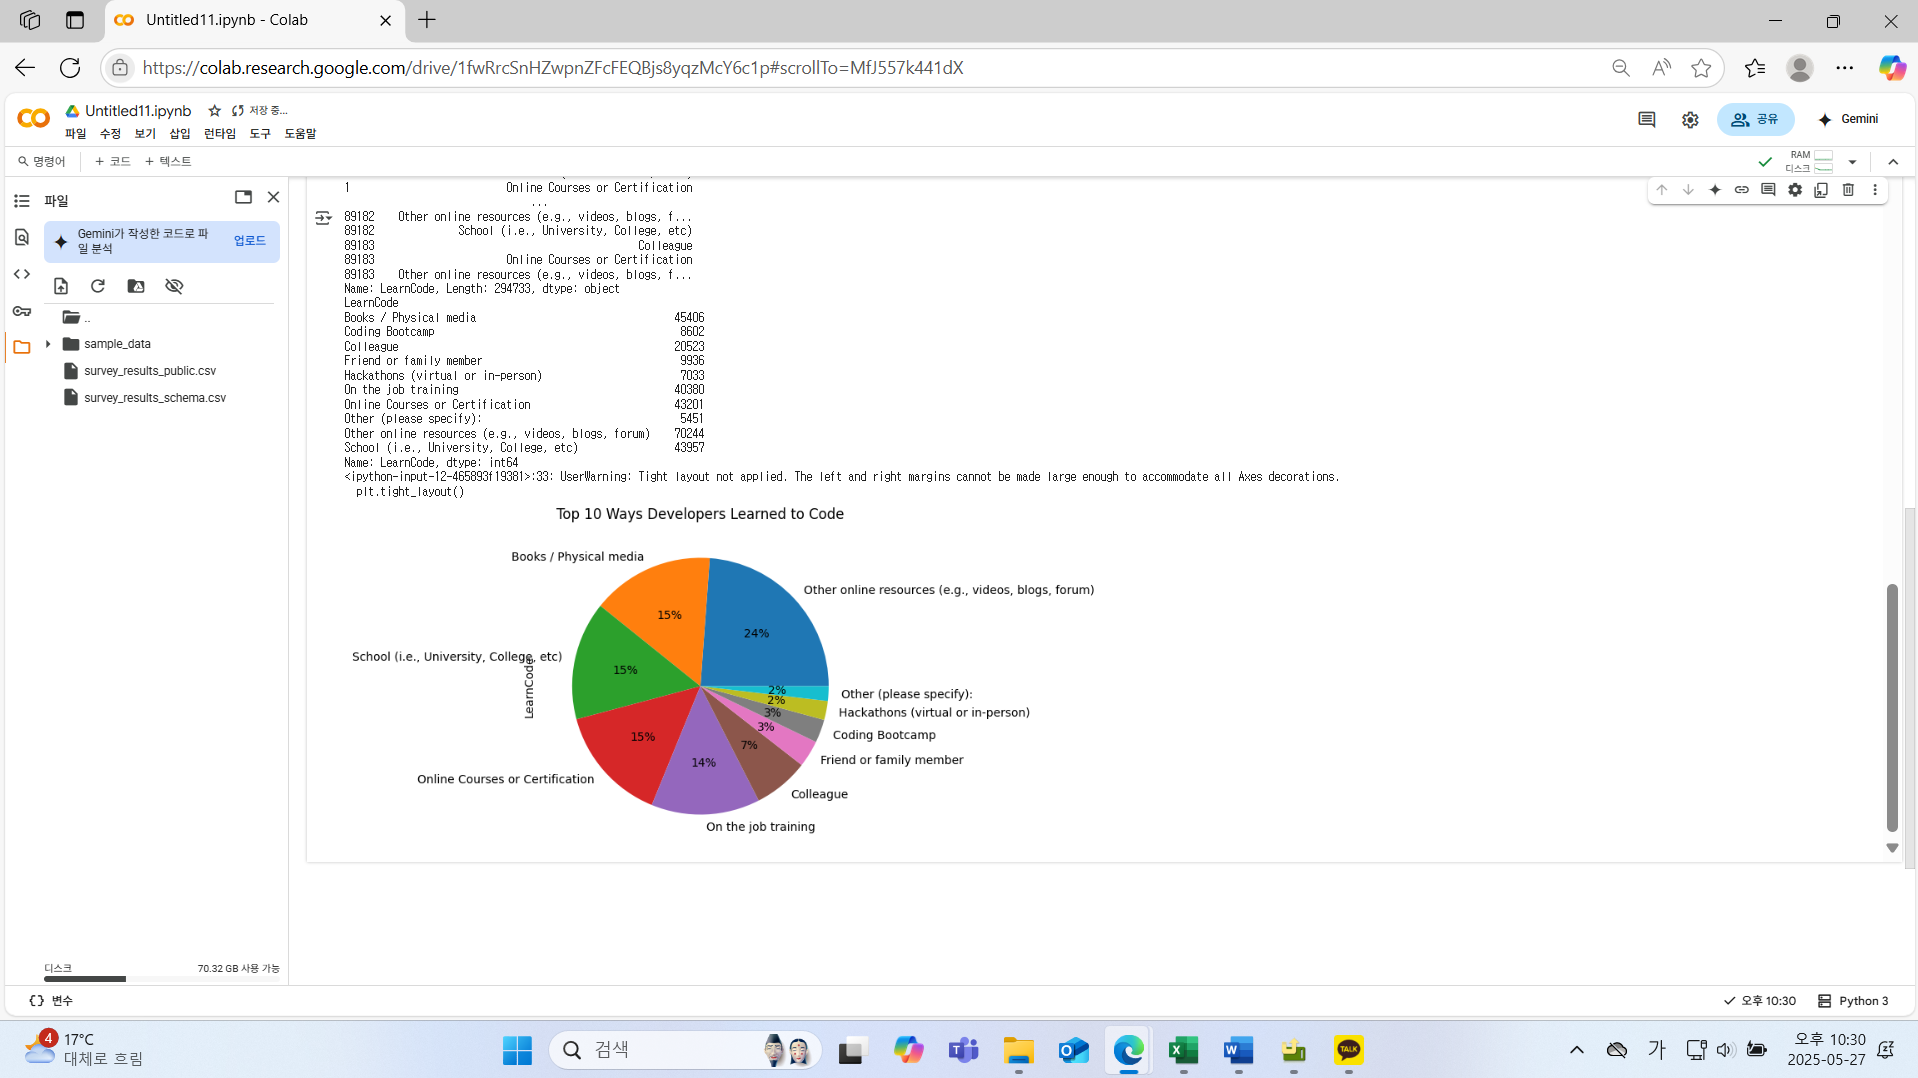 Untitled11.ipynb - Colab
https://colab.research.google.com/drive/1fwRrcSnHZwpnZFcFEQBjs8yqzMcY6c1p#scrollTo=MfJ557k441dX
Untitled11.ipynb
저장 중...
파일 수정 보기 삽입 런타임 도구 도움말
공유
Gemini
명령어 + 코드 + 텍스트
RAM
디스크
파일
Gemini가 작성한 코드로 파일 분석
업로드
..
sample_data
survey_results_public.csv
survey_results_schema.csv
디스크 70.32 GB 사용 가능
1 Online Courses or Certification
...
89182 Other online resources (e.g., videos, blogs, f...
89182 School (i.e., University, College, etc)
89183 Colleague
89183 Online Courses or Certification
89183 Other online resources (e.g., videos, blogs, f...
Name: LearnCode, Length: 294733, dtype: object
LearnCode
Books / Physical media 45406
Coding Bootcamp 8602
Colleague 20523
Friend or family member 9936
Hackathons (virtual or in-person) 7033
On the job training 40380
Online Courses or Certification 43201
Other (please specify): 5451
Other online resources (e.g., videos, blogs, forum) 70244
School (i.e., University, College, etc) 43957
Name: LearnCode, dtype: int64
<ipython-input-12-465893f19381>:33: UserWarning: Tight layout not applied. The left and right margins cannot be made large enough to accommodate all Axes decorations.
plt.tight_layout()
Top 10 Ways Developers Learned to Code
Books / Physical media
Other online resources (e.g., videos, blogs, forum)
15%
24%
School (i.e., University, College, etc)
15%
LearnCode
2%
Other (please specify):
2%
Hackathons (virtual or in-person)
3%
Coding Bootcamp
3%
15%
7%
Friend or family member
14%
Online Courses or Certification
Colleague
On the job training
변수
오후 10:30
Python 3
4
17°C
대체로 흐림
검색
TALK
가
오후 10:30
2025-05-27